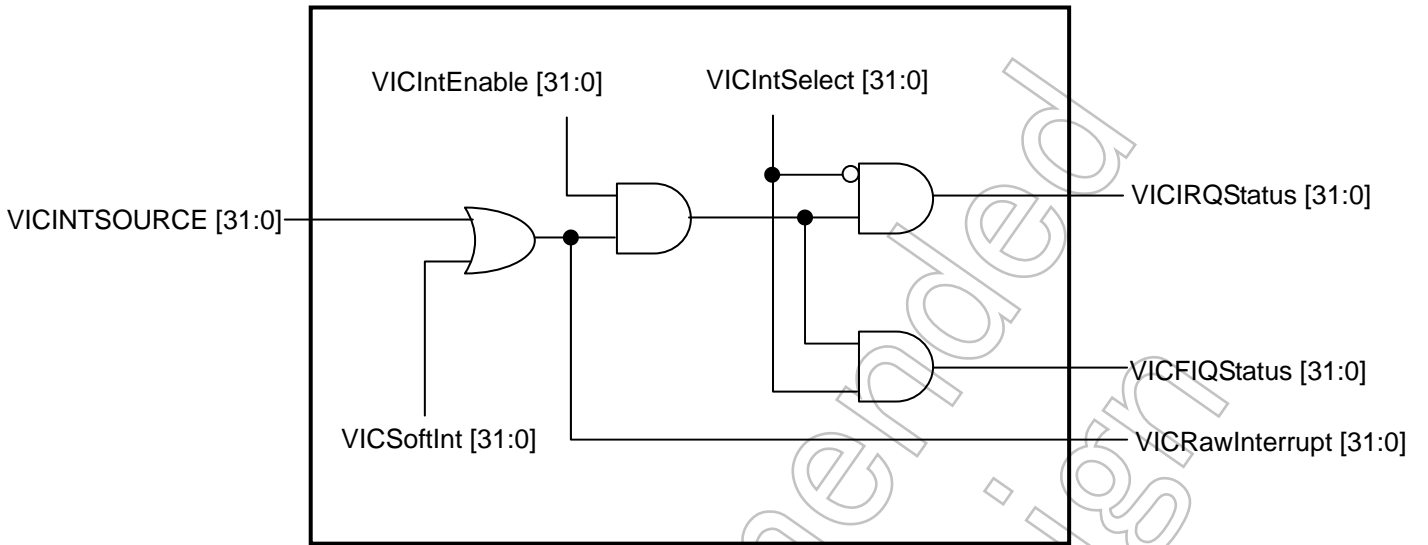 VICIntEnable [31:0]
VICIntSelect [31:0]
VICINTSOURCE [31:0]
VICIRQStatus [31:0]
VICFIQStatus [31:0]
VICSoftInt [31:0]
VICRawInterrupt [31:0]